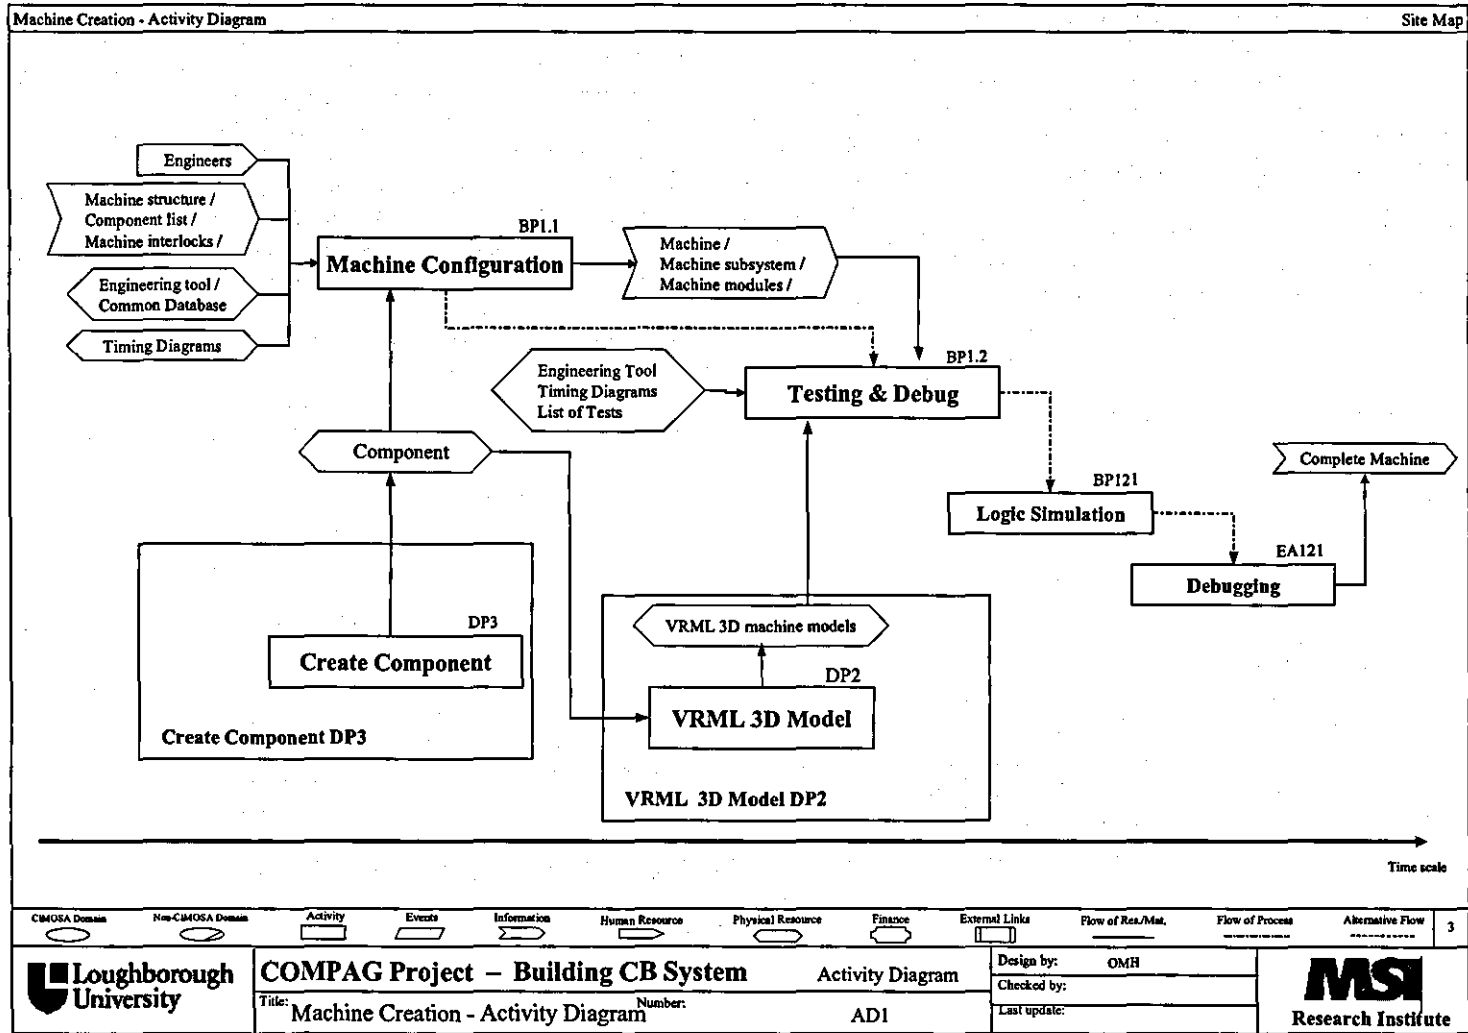 Machine Creation - Activity Diagram
Site Map
Engineers
Machine structure /
Component list /
Machine interlocks /
BP1.1
Machine Configuration
Machine /
Machine subsystem /
Machine modules /
Engineering tool /
Common Database
Timing Diagrams
BP1.2
Engineering Tool
Timing Diagrams
List of Tests
Testing & Debug
Component
Complete Machine
BP121
Logic Simulation
EA121
Debugging
DP3
Create Component
Create Component DP3
VRML 3D machine models
DP2
VRML 3D Model
VRML 3D Model DP2
Time scale
CIMOSA Domain
Non-CIMOSA Domain
Activity
Events
Information
Human Resource
Physical Resource
Finance
External Links
Flow of Res./Mat.
Flow of Process
Alternative Flow
3
Loughborough
University
COMPAG Project – Building CB System
Activity Diagram
Title: Machine Creation - Activity Diagram
Number: AD1
Design by: OMH
Checked by:
Last update:
MSI
Research Institute